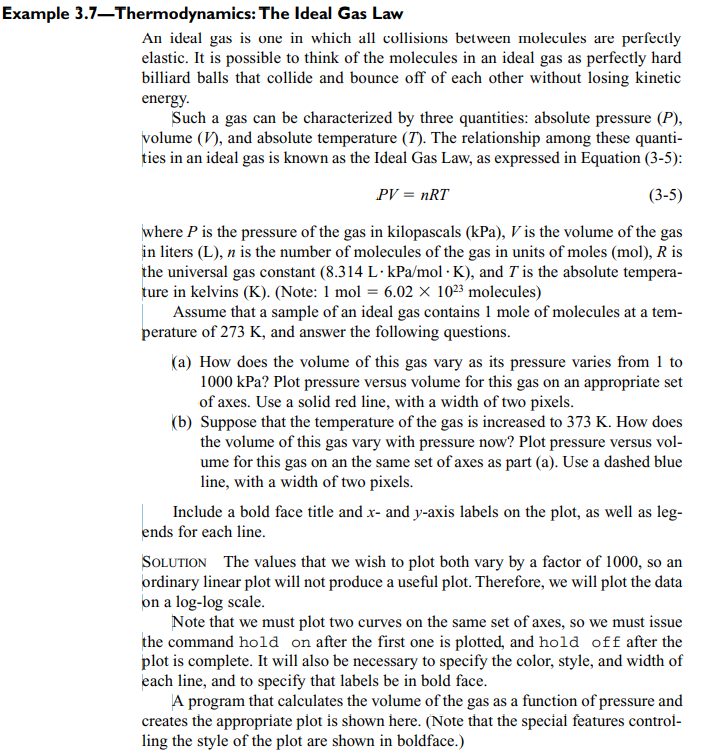 Example 3.7—Thermodynamics: The Ideal Gas Law
An ideal gas is one in which all collisions between molecules are perfectly
elastic. It is possible to think of the molecules in an ideal gas as perfectly hard
billiard balls that collide and bounce off of each other without losing kinetic
energy.
Such a gas can be characterized by three quantities: absolute pressure (P),
volume (V), and absolute temperature (T). The relationship among these quanti-
ties in an ideal gas is known as the Ideal Gas Law, as expressed in Equation (3-5):
PV = nRT (3-5)
where P is the pressure of the gas in kilopascals (kPa), V is the volume of the gas
in liters (L), n is the number of molecules of the gas in units of moles (mol), R is
the universal gas constant (8.314 L · kPa/mol · K), and T is the absolute tempera-
ture in kelvins (K). (Note: 1 mol = 6.02 × 10²³ molecules)
Assume that a sample of an ideal gas contains 1 mole of molecules at a tem-
perature of 273 K, and answer the following questions.
(a) How does the volume of this gas vary as its pressure varies from 1 to
1000 kPa? Plot pressure versus volume for this gas on an appropriate set
of axes. Use a solid red line, with a width of two pixels.
(b) Suppose that the temperature of the gas is increased to 373 K. How does
the volume of this gas vary with pressure now? Plot pressure versus vol-
ume for this gas on an the same set of axes as part (a). Use a dashed blue
line, with a width of two pixels.
Include a bold face title and x- and y-axis labels on the plot, as well as leg-
ends for each line.
SOLUTION The values that we wish to plot both vary by a factor of 1000, so an
ordinary linear plot will not produce a useful plot. Therefore, we will plot the data
on a log-log scale.
Note that we must plot two curves on the same set of axes, so we must issue
the command hold on after the first one is plotted, and hold off after the
plot is complete. It will also be necessary to specify the color, style, and width of
each line, and to specify that labels be in bold face.
A program that calculates the volume of the gas as a function of pressure and
creates the appropriate plot is shown here. (Note that the special features control-
ling the style of the plot are shown in boldface.)